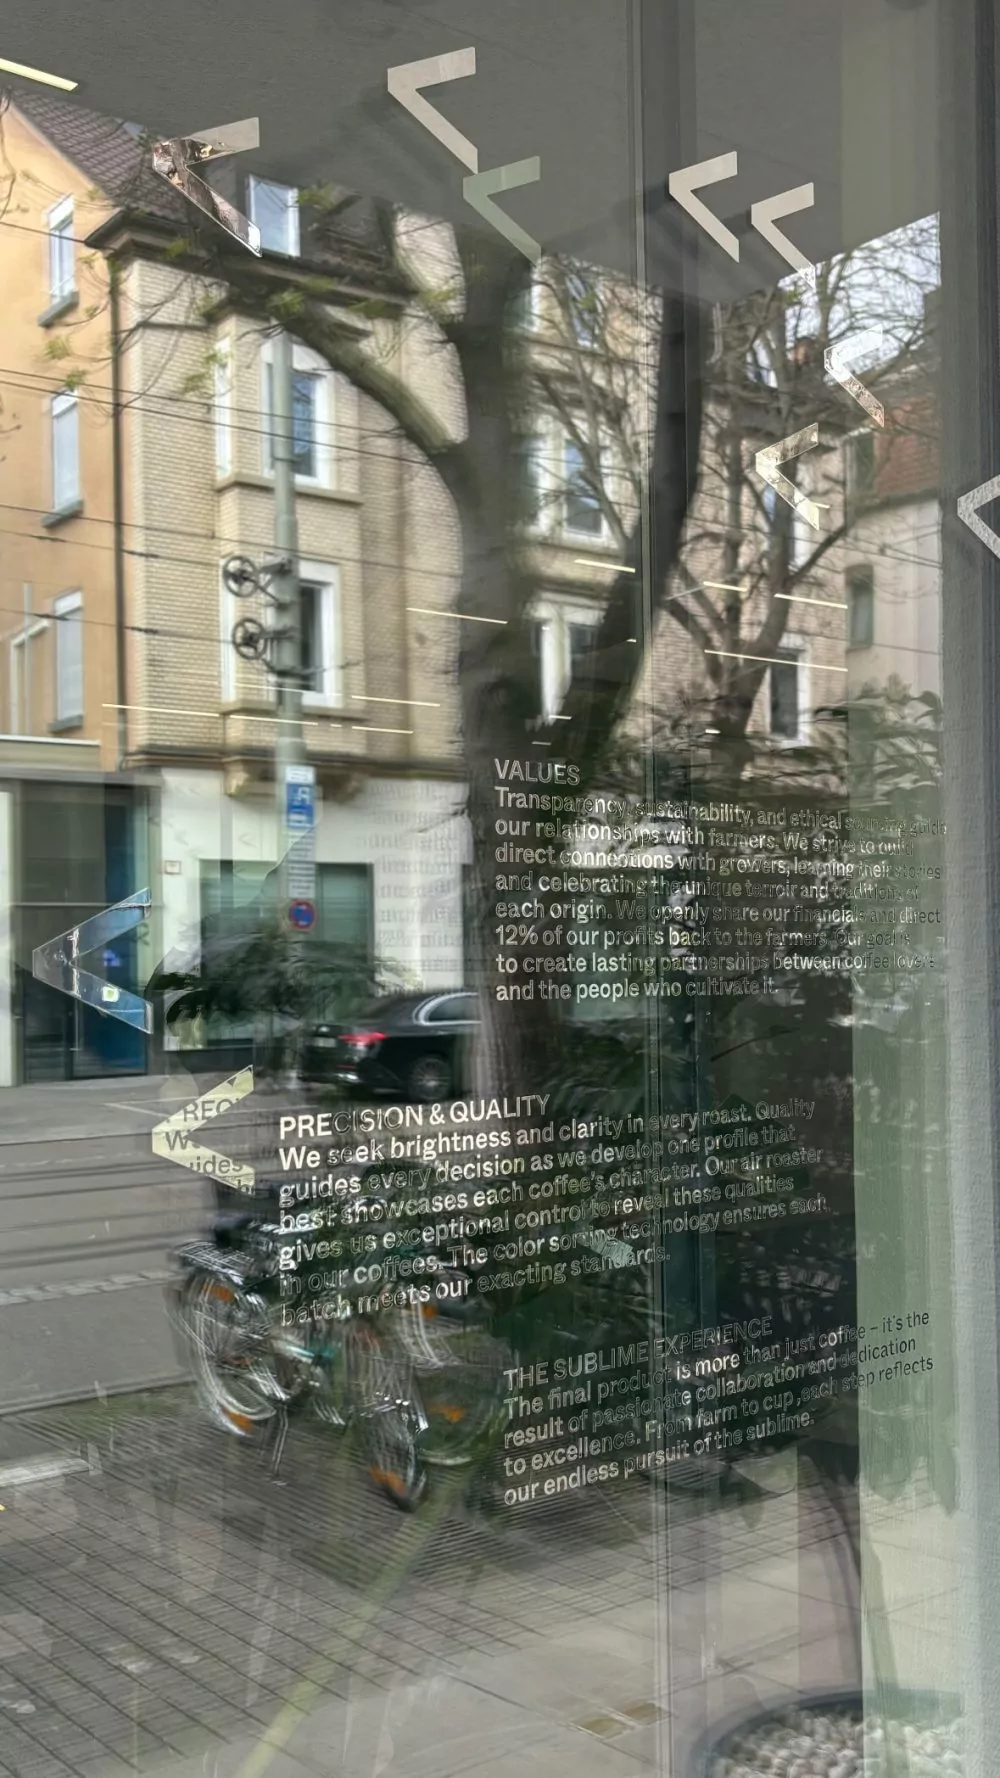 VALUES
Transparency, sustainability, and ethical sourcing guide
our relationships with farmers. We strive to build
direct connections with growers, learning their stories
and celebrating the unique terroir and traditions of
each origin. We openly share our financials and direct
12% of our profits back to the farmers. Our goal is
to create lasting partnerships between coffee lovers
and the people who cultivate it.
PRECISION & QUALITY
We seek brightness and clarity in every roast. Quality
guides every decision as we develop one profile that
best showcases each coffee's character. Our air roaster
gives us exceptional control to reveal these qualities
in our coffees. The color sorting technology ensures each
batch meets our exacting standards.
THE SUBLIME EXPERIENCE
The final product is more than just coffee – it's the
result of passionate collaboration and dedication
to excellence. From farm to cup, each step reflects
our endless pursuit of the sublime.